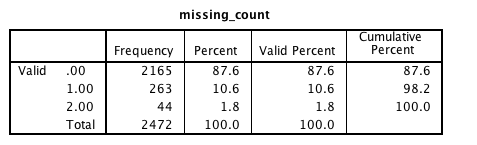 missing_count
Frequency Percent Valid Percent Cumulative Percent
Valid .00 2165 87.6 87.6 87.6
1.00 263 10.6 10.6 98.2
2.00 44 1.8 1.8 100.0
Total 2472 100.0 100.0